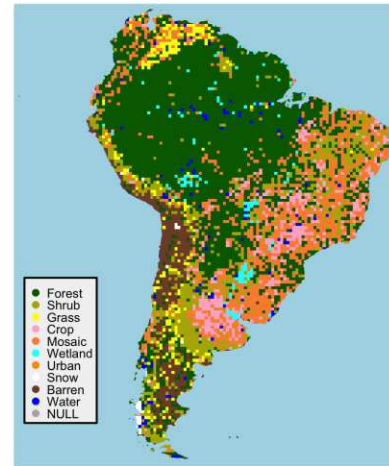 Forest
Shrub
Grass
Crop
Mosaic
Wetland
Urban
Snow
Barren
Water
NULL